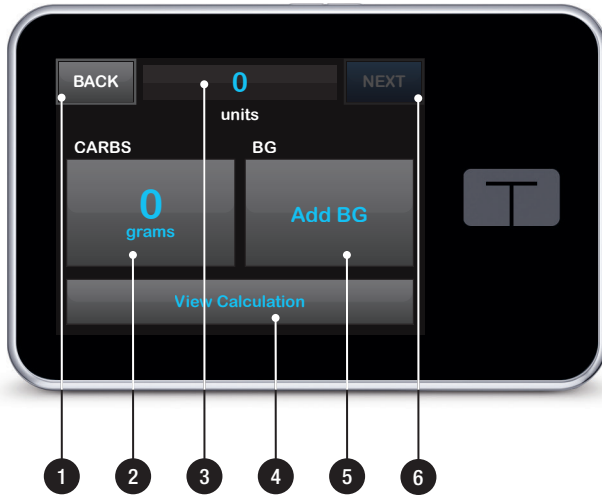 BACK
0
NEXT
units
CARBS
BG
0
grams
Add BG
View Calculation
1
2
3
4
5
6